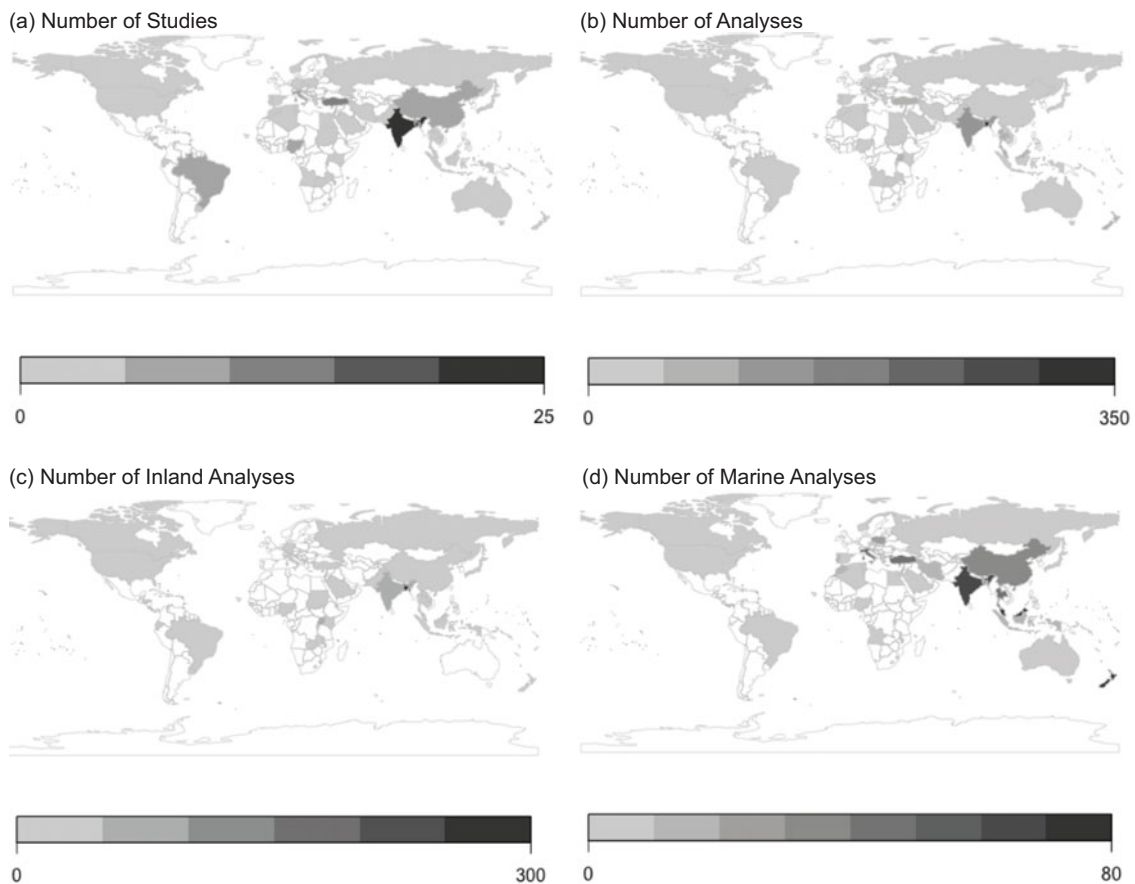 (a) Number of Studies
(b) Number of Analyses
0
25
0
350
(c) Number of Inland Analyses
(d) Number of Marine Analyses
0
300
0
80